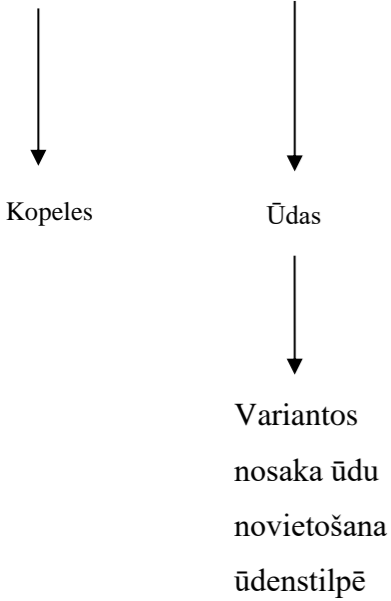 Kopeles
Ūdas
Variantos
nosaka ūdu
novietošana
ūdenstilpē